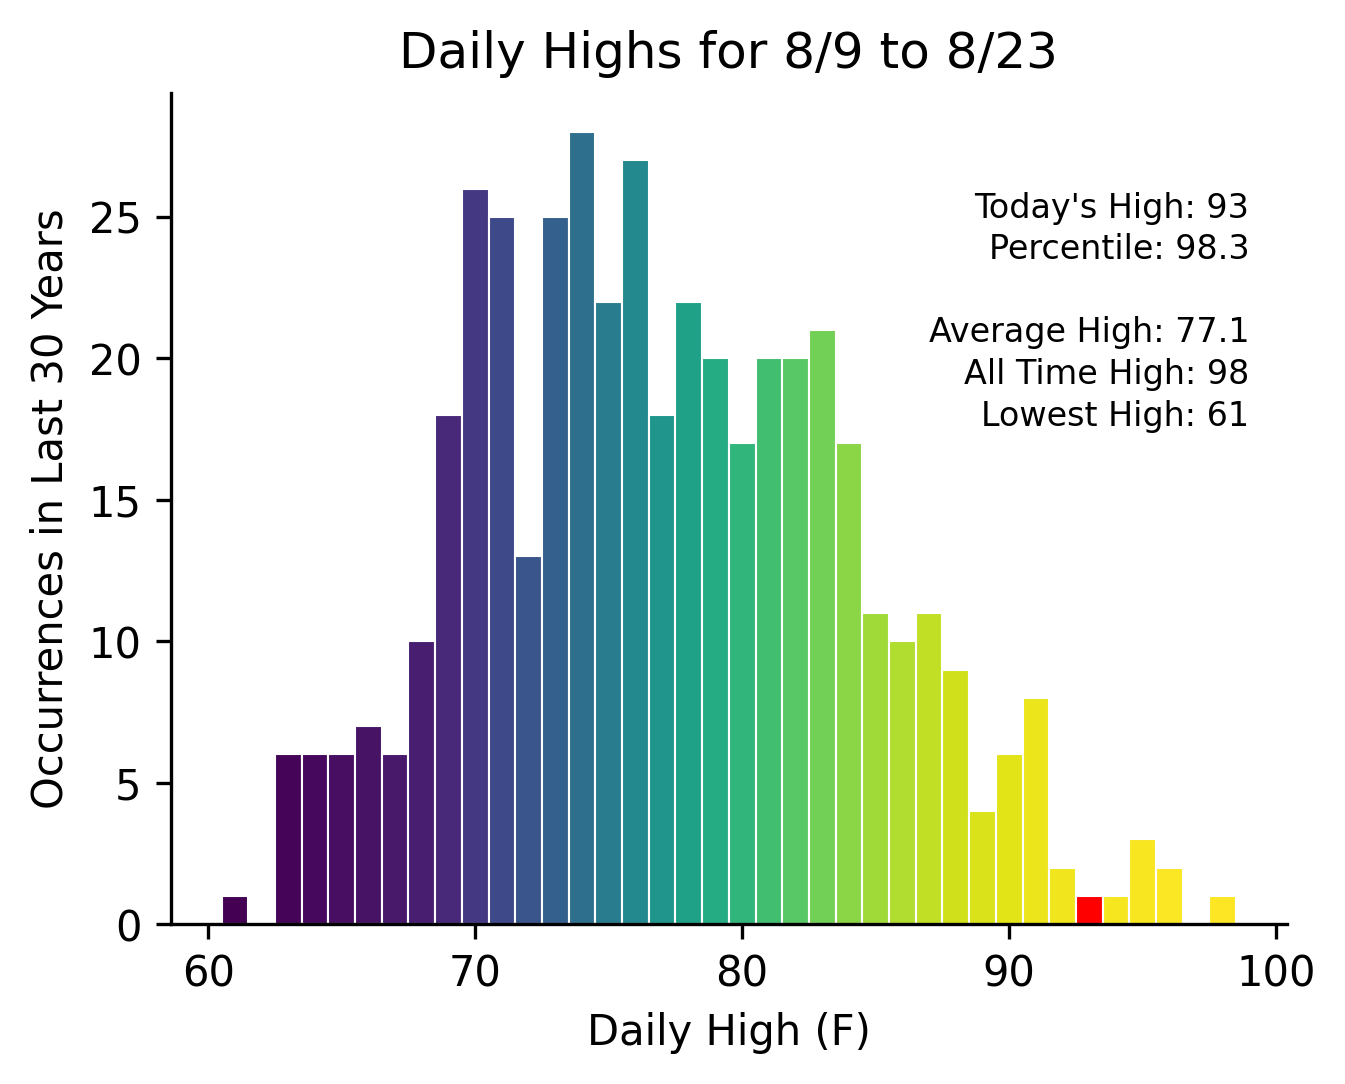 Daily Highs for 8/9 to 8/23
Occurrences in Last 30 Years
25
20
15
10
5
0
Today's High: 93
Percentile: 98.3
Average High: 77.1
All Time High: 98
Lowest High: 61
60 70 80 90 100
Daily High (F)